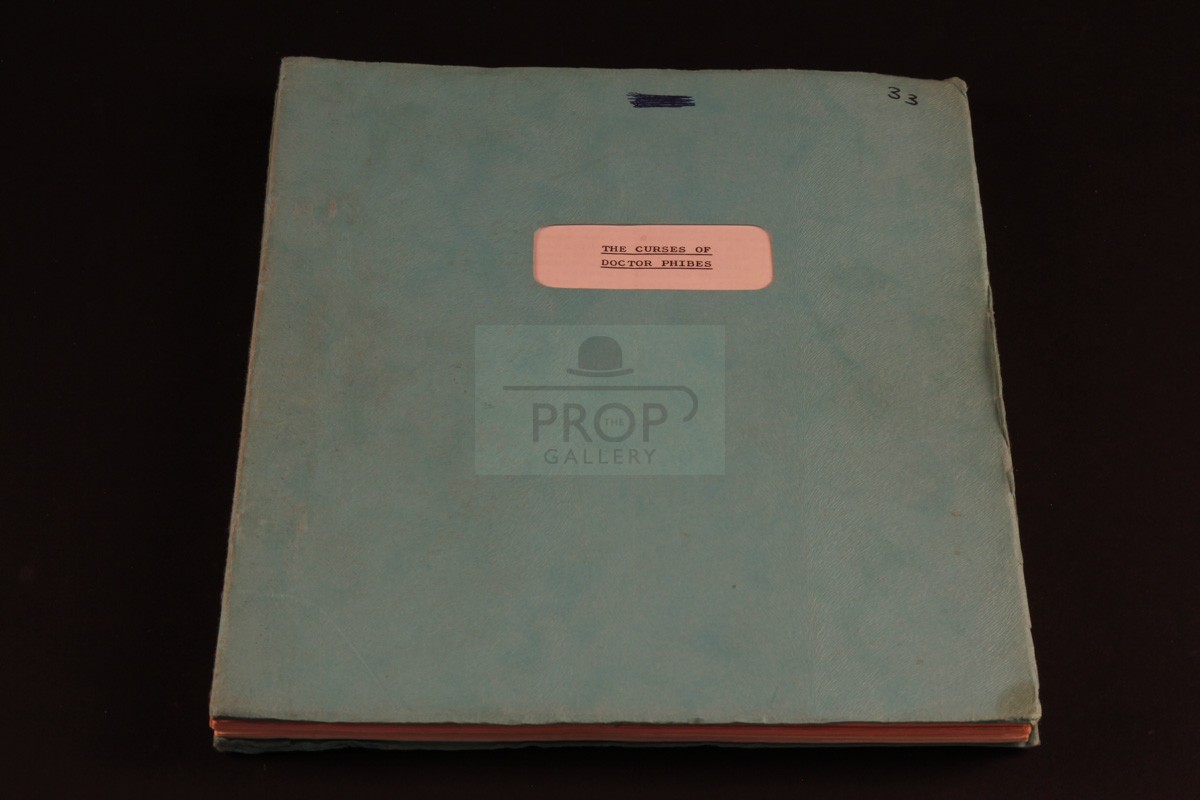 33
THE CURSES OF
DOCTOR PHIBES
THE
PROP
GALLERY